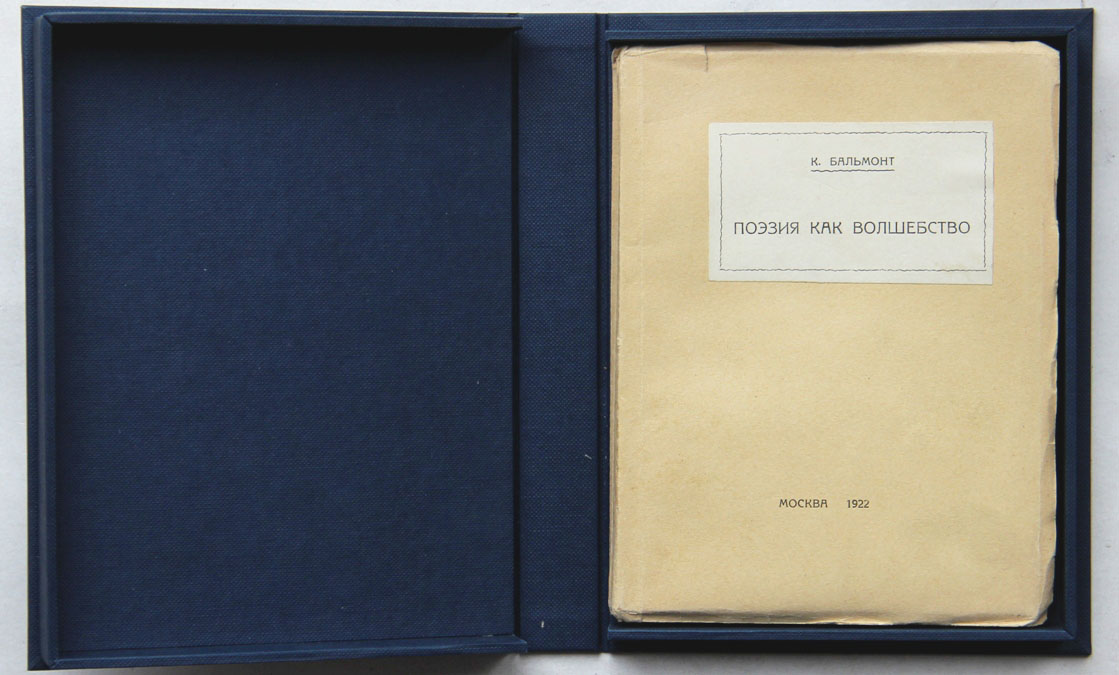 К. БАЛЬМОНТ
ПОЭЗИЯ КАК ВОЛШЕБСТВО
МОСКВА 1922